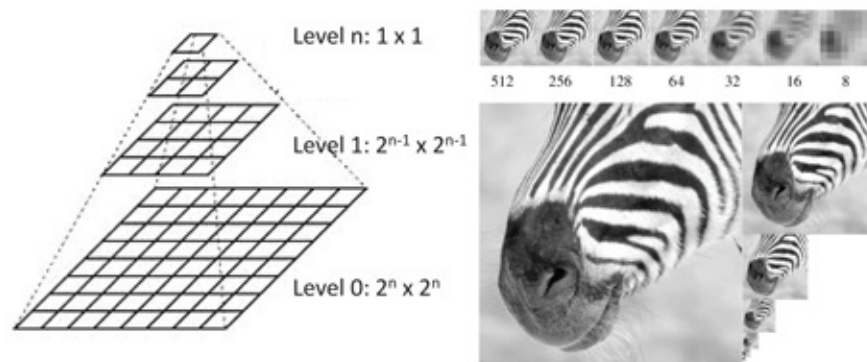 Level n: 1 x 1
Level 1: 2ⁿ⁻¹ x 2ⁿ⁻¹
Level 0: 2ⁿ x 2ⁿ
512 256 128 64 32 16 8